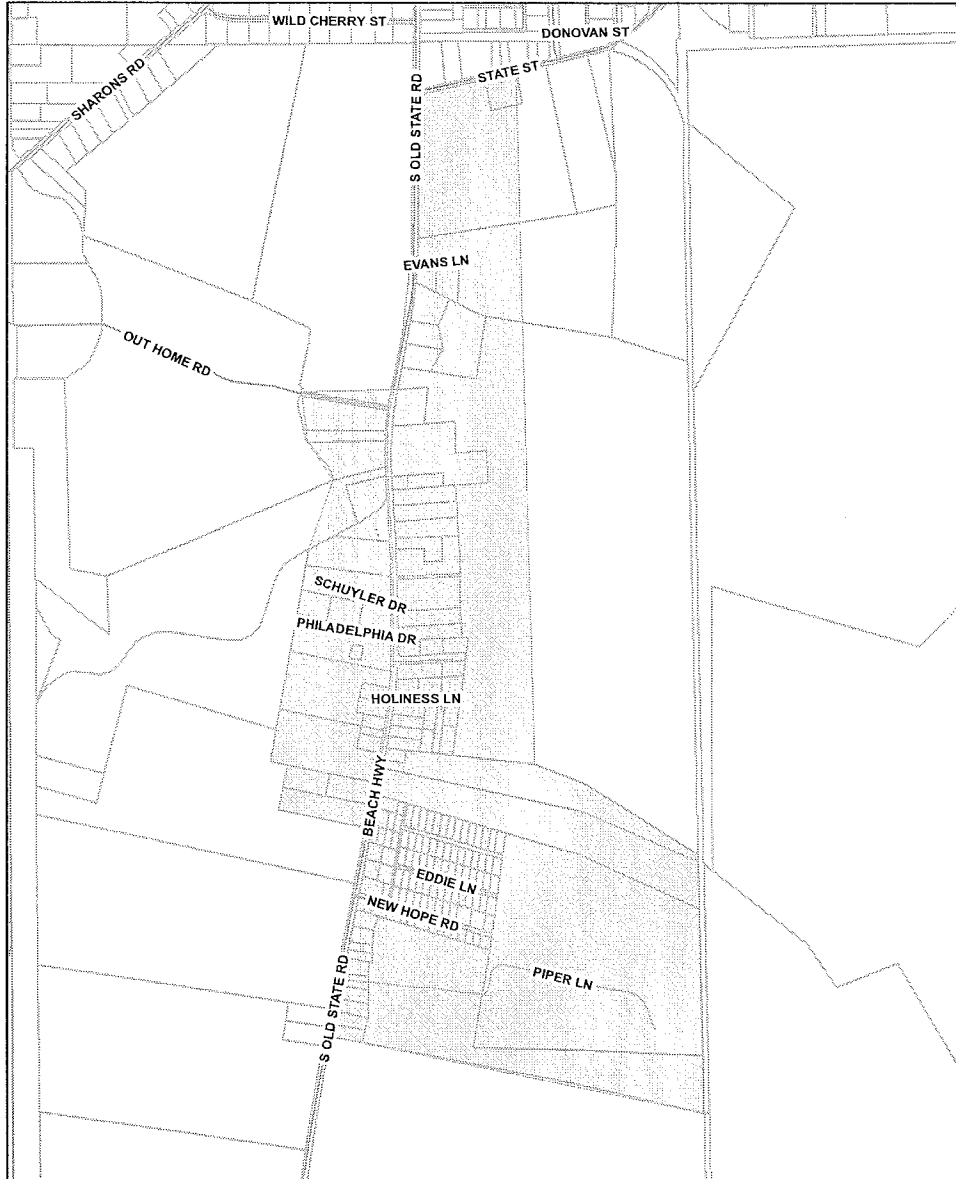 WILD CHERRY ST
DONOVAN ST
SHARONS RD
STATE ST
S OLD STATE RD
EVANS LN
OUT HOME RD
SCHUYLER DR
PHILADELPHIA DR
HOLINESS LN
BEACH HWY
EDDIE LN
NEW HOPE RD
PIPER LN
S OLD STATE RD